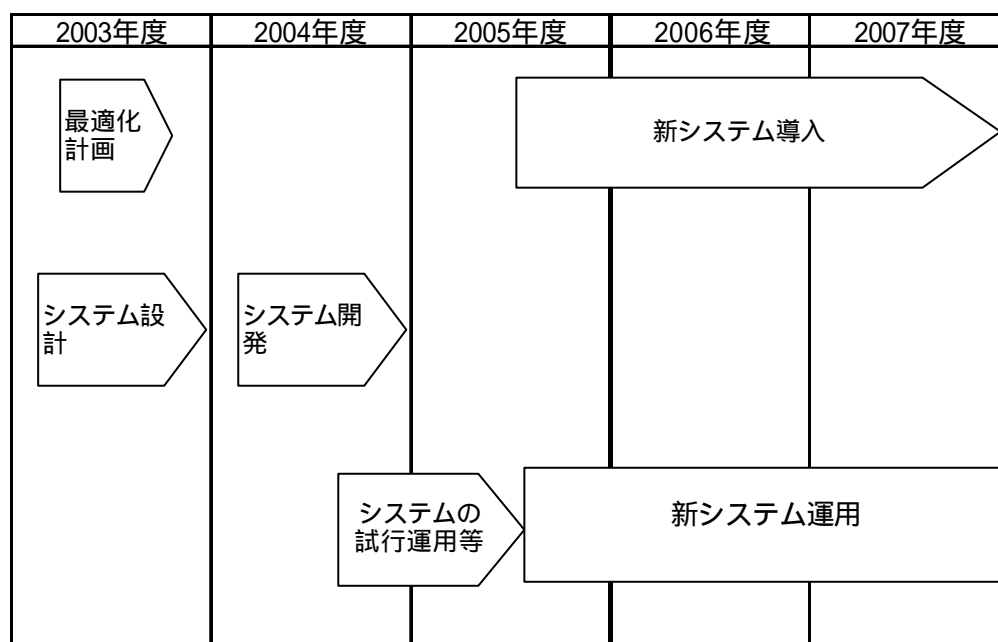 2003年度 2004年度 2005年度 2006年度 2007年度
最適化
計画
新システム導入
システム設
計
システム開
発
システムの
試行運用等
新システム運用